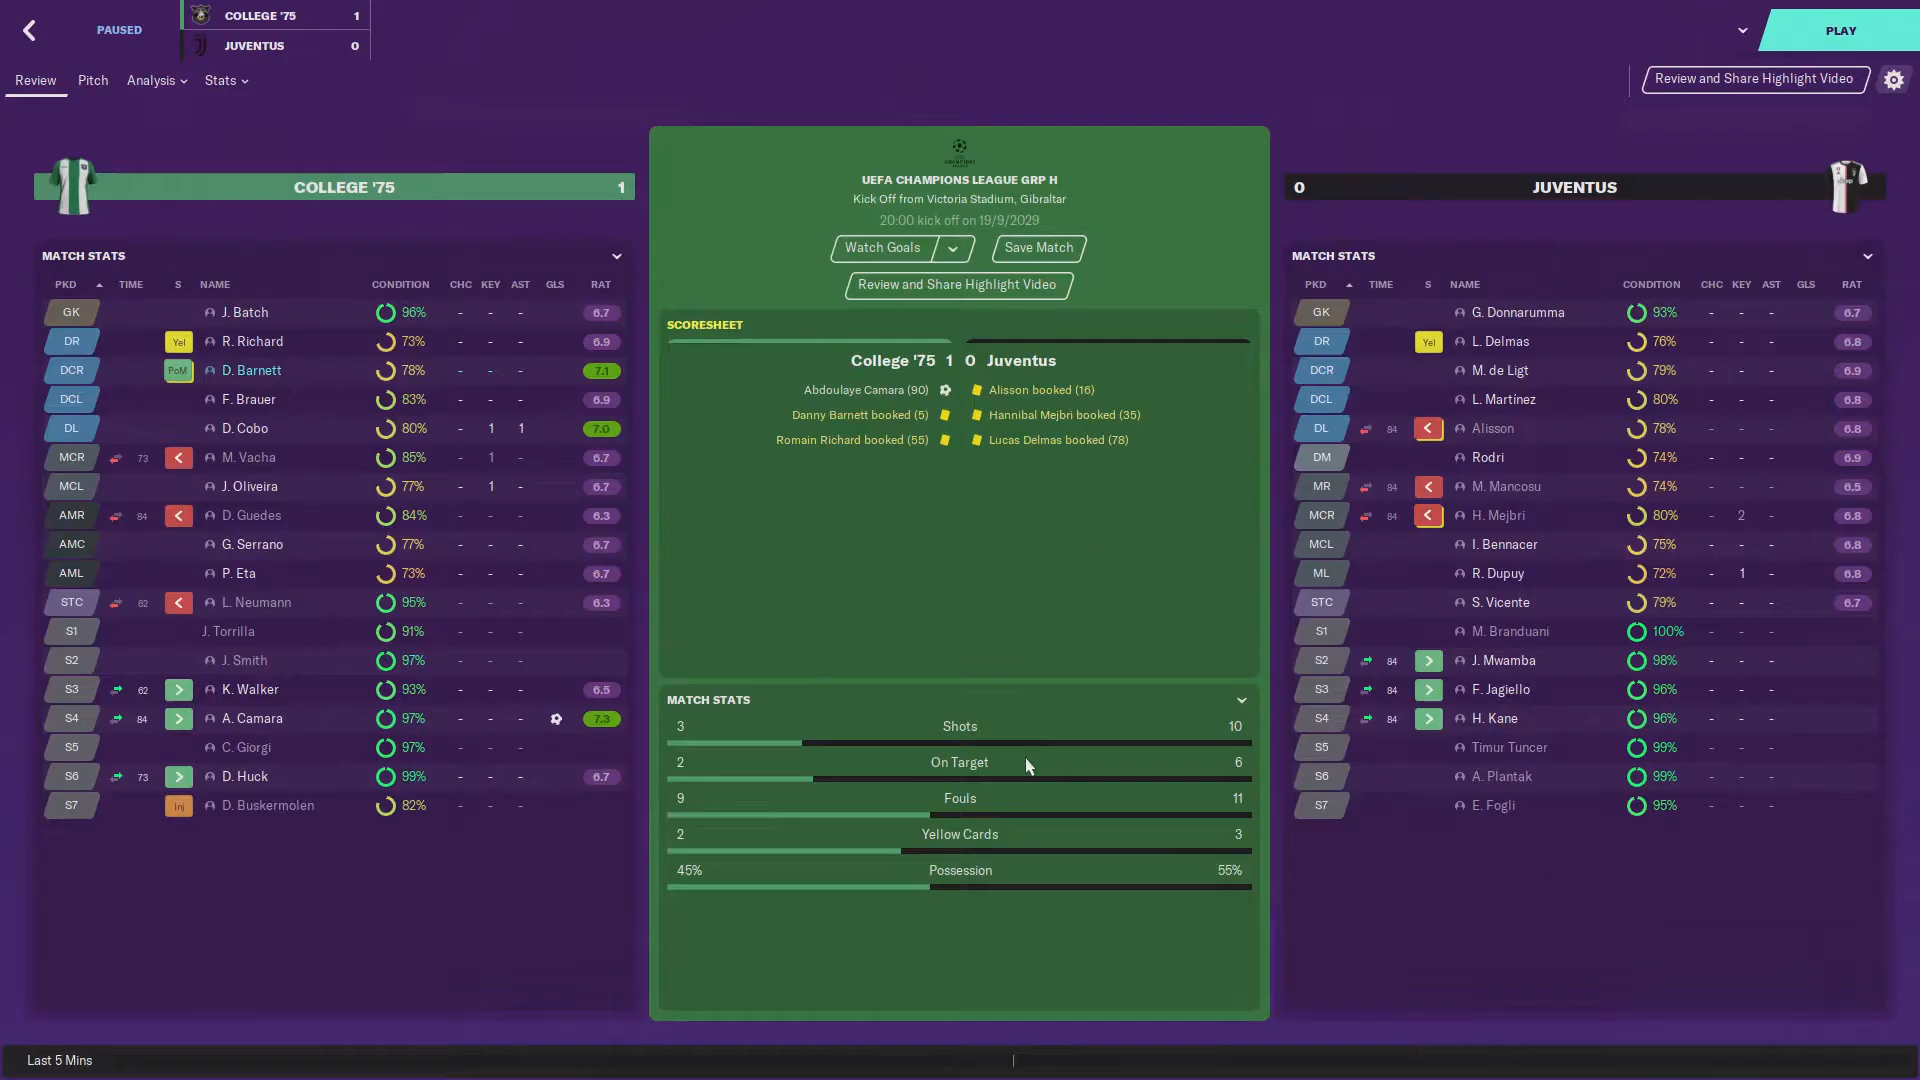 PAUSED
COLLEGE '75 1
JUVENTUS 0
PLAY
Review Pitch Analysis Stats
Review and Share Highlight Video
COLLEGE '75 1
MATCH STATS
PKD TIME S NAME CONDITION CHC KEY AST GLS RAT
GK J. Batch 96% - - - 6.7
DR Yel R. Richard 73% - - - 6.9
DCR PoM D. Barnett 78% - - - 7.1
DCL F. Brauer 83% - - - 6.9
DL D. Cobo 80% - 1 1 7.0
MCR 73 M. Vacha 85% - 1 - 6.7
MCL J. Oliveira 77% - 1 - 6.7
AMR 84 D. Guedes 84% - - - 6.3
AMC G. Serrano 77% - - - 6.7
AML P. Eta 73% - - - 6.7
STC 62 L. Neumann 95% - - - 6.3
S1 J. Torrilla 91% - - -
S2 J. Smith 97% - - -
S3 62 K. Walker 93% - - - 6.5
S4 84 A. Camara 97% - - - 7.3
S5 C. Giorgi 97% - - -
S6 73 D. Huck 99% - - - 6.7
S7 Inj D. Buskermolen 82% - - -
UEFA CHAMPIONS LEAGUE GRP H
Kick Off from Victoria Stadium, Gibraltar
20:00 kick off on 19/9/2029
Watch Goals Save Match
Review and Share Highlight Video
SCORESHEET
College '75 1 0 Juventus
Abdoulaye Camara (90) Alisson booked (16)
Danny Barnett booked (5) Hannibal Mejbri booked (35)
Romain Richard booked (55) Lucas Delmas booked (78)
MATCH STATS
3 Shots 10
2 On Target 6
9 Fouls 11
2 Yellow Cards 3
45% Possession 55%
0 JUVENTUS
MATCH STATS
PKD TIME S NAME CONDITION CHC KEY AST GLS RAT
GK G. Donnarumma 93% - - - 6.7
DR Yel L. Delmas 76% - - - 6.8
DCR M. de Ligt 79% - - - 6.9
DCL L. Martínez 80% - - - 6.8
DL 84 Alisson 78% - - - 6.8
DM Rodri 74% - - - 6.9
MR 84 M. Mancosu 74% - - - 6.5
MCR 84 H. Mejbri 80% - 2 - 6.8
MCL I. Bennacer 75% - - - 6.8
ML R. Dupuy 72% - 1 - 6.8
STC S. Vicente 79% - - - 6.7
S1 M. Branduani 100% - - -
S2 84 J. Mwamba 98% - - -
S3 84 F. Jagiello 96% - - -
S4 84 H. Kane 96% - - -
S5 Timur Tuncer 99% - - -
S6 A. Plantak 99% - - -
S7 E. Fogli 95% - - -
Last 5 Mins